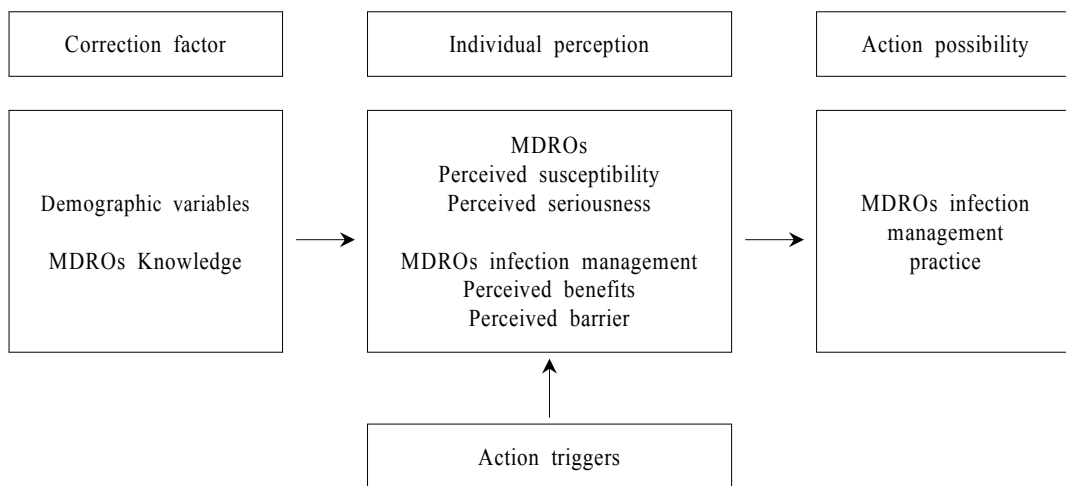 Correction factor
Individual perception
Action possibility
Demographic variables
MDROs Knowledge
MDROs
Perceived susceptibility
Perceived seriousness
MDROs infection management
Perceived benefits
Perceived barrier
MDROs infection
management
practice
Action triggers